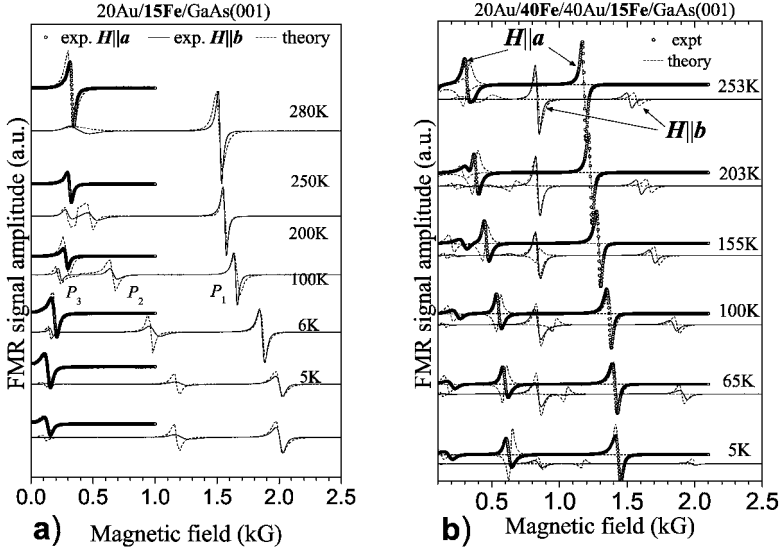 20Au/15Fe/GaAs(001)
exp. H||a exp. H||b theory
280K
250K
200K
100K
P3 P2 P1
6K
5K
0.0 0.5 1.0 1.5 2.0 2.5
Magnetic field (kG)
FMR signal amplitude (a.u.)
a)
20Au/40Fe/40Au/15Fe/GaAs(001)
H||a
expt
theory
253K
H||b
203K
155K
100K
65K
5K
0.5 1.0 1.5 2.0 2.5
Magnetic field (kG)
FMR signal amplitude (a.u.)
b)